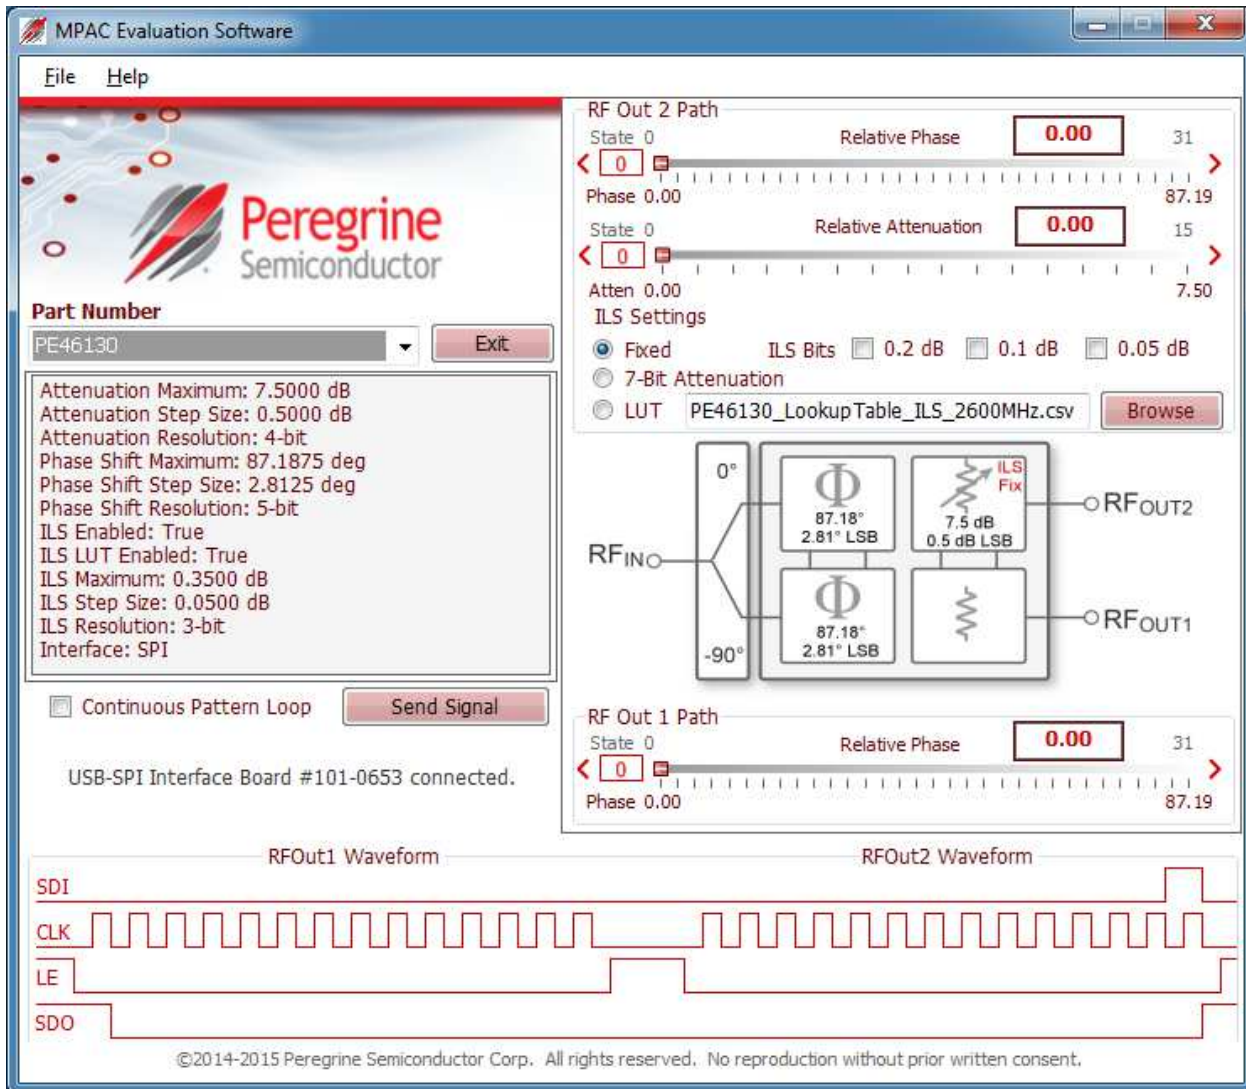 MPAC Evaluation Software
File Help
Peregrine
Semiconductor
Part Number
PE46130
Exit
Attenuation Maximum: 7.5000 dB
Attenuation Step Size: 0.5000 dB
Attenuation Resolution: 4-bit
Phase Shift Maximum: 87.1875 deg
Phase Shift Step Size: 2.8125 deg
Phase Shift Resolution: 5-bit
ILS Enabled: True
ILS LUT Enabled: True
ILS Maximum: 0.3500 dB
ILS Step Size: 0.0500 dB
ILS Resolution: 3-bit
Interface: SPI
Continuous Pattern Loop Send Signal
USB-SPI Interface Board #101-0653 connected.
RF Out 2 Path
State 0 Relative Phase 0.00 31
0
Phase 0.00 87.19
State 0 Relative Attenuation 0.00 15
0
Atten 0.00 7.50
ILS Settings
Fixed ILS Bits 0.2 dB 0.1 dB 0.05 dB
7-Bit Attenuation
LUT PE46130_LookupTable_ILS_2600MHz.csv Browse
0°
Φ
87.18°
2.81° LSB
ILS
Fix
7.5 dB
0.5 dB LSB
RFOUT2
RFIN
Φ
87.18°
2.81° LSB
RFOUT1
-90°
RF Out 1 Path
State 0 Relative Phase 0.00 31
0
Phase 0.00 87.19
RFOut1 Waveform RFOut2 Waveform
SDI
CLK
LE
SDO
©2014-2015 Peregrine Semiconductor Corp. All rights reserved. No reproduction without prior written consent.